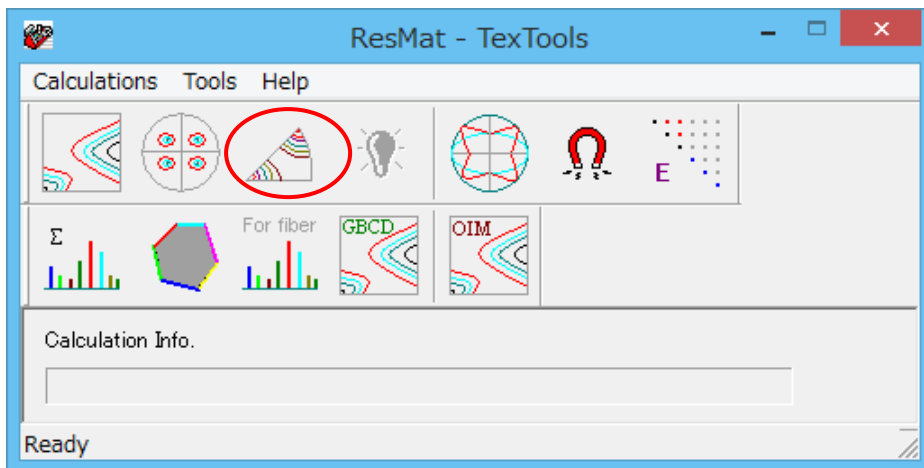 ResMat - TexTools
Calculations Tools Help
E
Σ
For fiber
GBCD
OIM
Calculation Info.
Ready